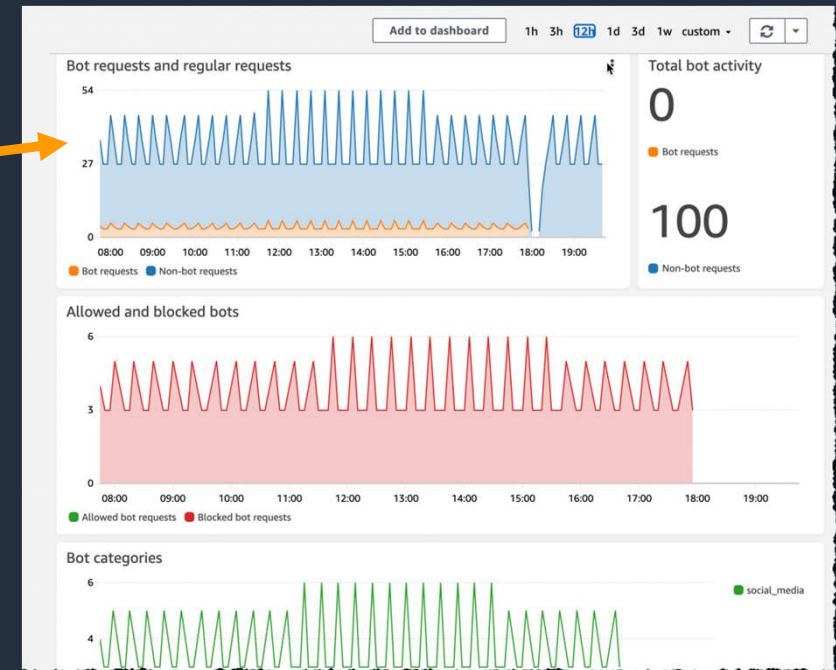 Add to dashboard 1h 3h 12h 1d 3d 1w custom
Bot requests and regular requests
54
27
0
08:00 09:00 10:00 11:00 12:00 13:00 14:00 15:00 16:00 17:00 18:00 19:00
Bot requests Non-bot requests
Total bot activity
0
Bot requests
100
Non-bot requests
Allowed and blocked bots
6
3
0
08:00 09:00 10:00 11:00 12:00 13:00 14:00 15:00 16:00 17:00 18:00 19:00
Allowed bot requests Blocked bot requests
Bot categories
6
4
social_media